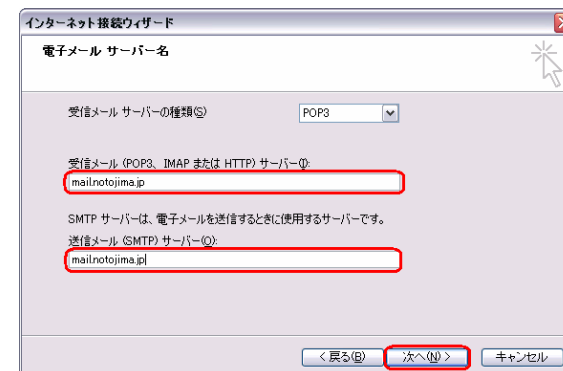 インターネット接続ウィザード
電子メール サーバー名
受信メール サーバーの種類(S)
POP3
受信メール (POP3、IMAP または HTTP) サーバー(I):
mail.notojima.jp
SMTP サーバーは、電子メールを送信するときに使用するサーバーです。
送信メール (SMTP) サーバー(O):
mail.notojima.jp
< 戻る(B)
次へ(N) >
キャンセル